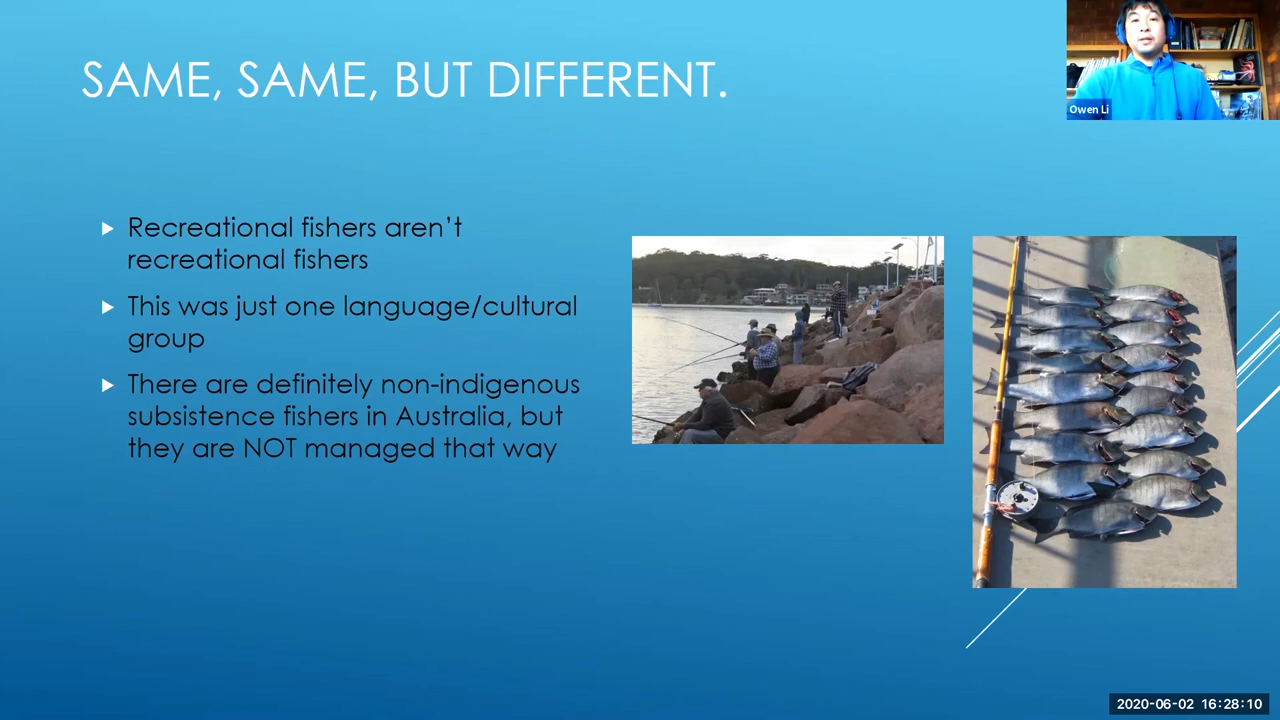 SAME, SAME, BUT DIFFERENT.
Owen Li
Recreational fishers aren’t
recreational fishers
This was just one language/cultural
group
There are definitely non-indigenous
subsistence fishers in Australia, but
they are NOT managed that way
2020-06-02 16:28:10